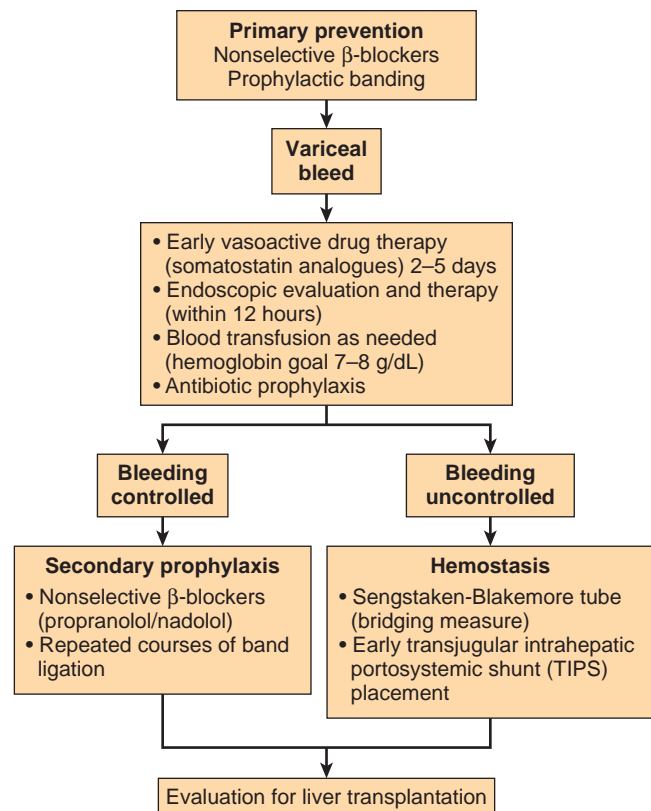 Primary prevention
Nonselective β-blockers
Prophylactic banding
Variceal
bleed
• Early vasoactive drug therapy
(somatostatin analogues) 2–5 days
• Endoscopic evaluation and therapy
(within 12 hours)
• Blood transfusion as needed
(hemoglobin goal 7–8 g/dL)
• Antibiotic prophylaxis
Bleeding
controlled
Bleeding
uncontrolled
Secondary prophylaxis
• Nonselective β-blockers
(propranolol/nadolol)
• Repeated courses of band
ligation
Hemostasis
• Sengstaken-Blakemore tube
(bridging measure)
• Early transjugular intrahepatic
portosystemic shunt (TIPS)
placement
Evaluation for liver transplantation